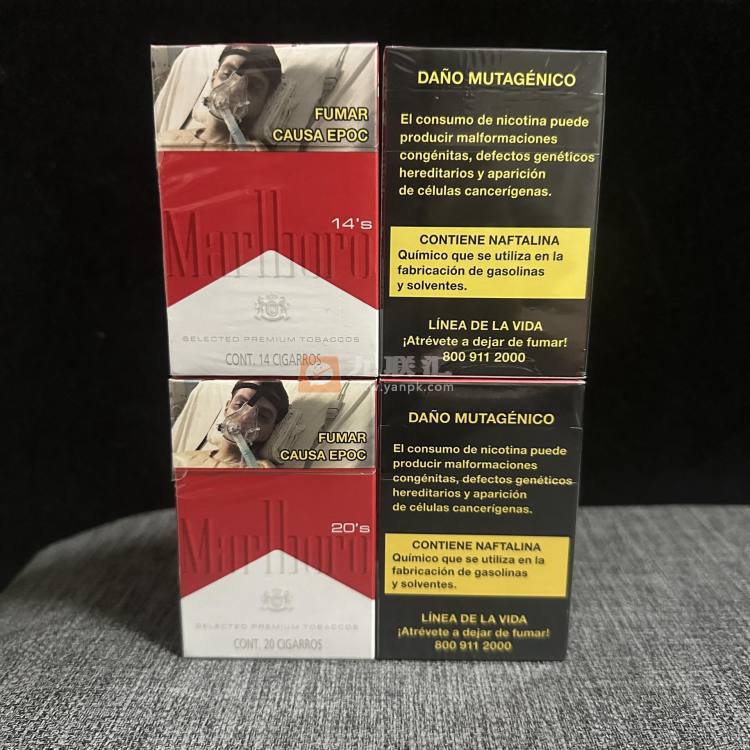 FUMAR
CAUSA EPOC
14's
Marlboro
SELECTED PREMIUM TOBACCOS
CONT. 14 CIGARROS
DAÑO MUTAGÉNICO
El consumo de nicotina puede
producir malformaciones
congénitas, defectos genéticos
hereditarios y aparición
de células cancerígenas.
CONTIENE NAFTALINA
Químico que se utiliza en la
fabricación de gasolinas
y solventes.
LÍNEA DE LA VIDA
¡Atrévete a dejar de fumar!
800 911 2000
FUMAR
CAUSA EPOC
20's
Marlboro
SELECTED PREMIUM TOBACCOS
CONT. 20 CIGARROS
DAÑO MUTAGÉNICO
El consumo de nicotina puede
producir malformaciones
congénitas, defectos genéticos
hereditarios y aparición
de células cancerígenas.
CONTIENE NAFTALINA
Químico que se utiliza en la
fabricación de gasolinas
y solventes.
LÍNEA DE LA VIDA
¡Atrévete a dejar de fumar!
800 911 2000